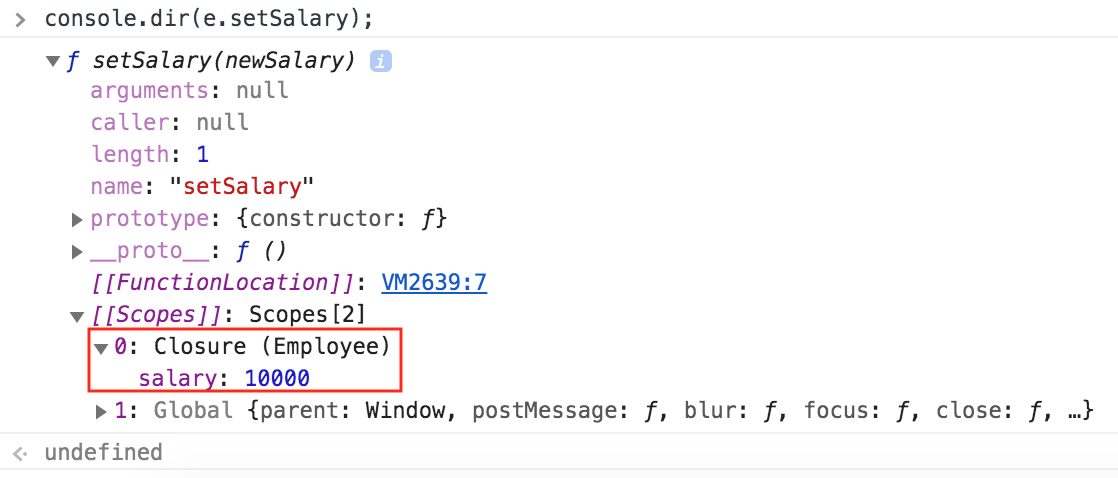 > console.dir(e.setSalary);
▼ ƒ setSalary(newSalary) i
arguments: null
caller: null
length: 1
name: "setSalary"
▶ prototype: {constructor: ƒ}
▶ __proto__: ƒ ()
[[FunctionLocation]]: VM2639:7
▼ [[Scopes]]: Scopes[2]
▼ 0: Closure (Employee)
salary: 10000
▶ 1: Global {parent: Window, postMessage: ƒ, blur: ƒ, focus: ƒ, close: ƒ, …}
undefined